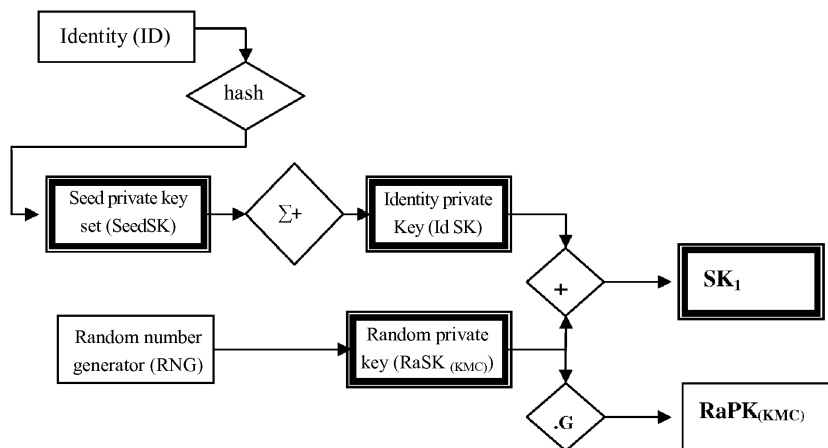 Identity (ID)
hash
Seed private key
set (SeedSK)
∑+
Identity private
Key (Id SK)
+
SK₁
Random number
generator (RNG)
Random private
key (RaSK (KMC))
.G
RaPK(KMC)